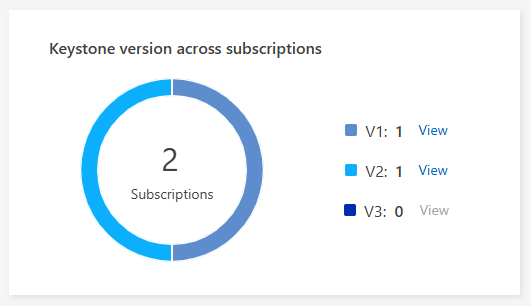 Keystone version across subscriptions
2
Subscriptions
V1: 1 View
V2: 1 View
V3: 0 View